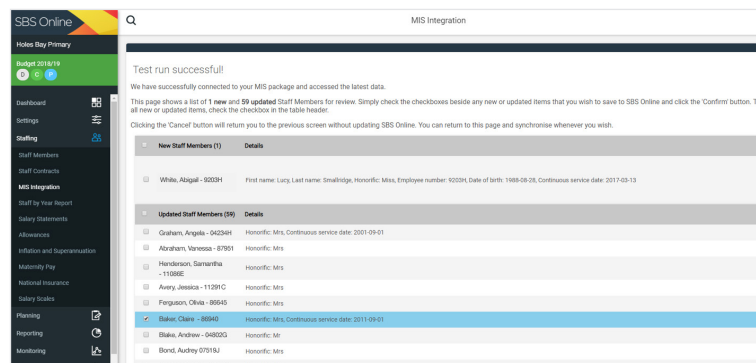 SBS Online
MIS Integration
Holes Bay Primary
Budget 2018/19
D C P
Dashboard
Settings
Staffing
Staff Members
Staff Contracts
MIS Integration
Staff by Year Report
Salary Statements
Allowances
Inflation and Superannuation
Maternity Pay
National Insurance
Salary Scales
Planning
Reporting
Monitoring
Test run successful!
We have successfully connected to your MIS package and accessed the latest data.
This page shows a list of 1 new and 59 updated Staff Members for review. Simply check the checkboxes beside any new or updated items that you wish to save to SBS Online and click the 'Confirm' button. T
all new or updated items, check the checkbox in the table header.
Clicking the 'Cancel' button will return you to the previous screen without updating SBS Online. You can return to this page and synchronise whenever you wish.
New Staff Members (1) Details
White, Abigail - 9203H First name: Lucy, Last name: Smallridge, Honorific: Miss, Employee number: 9203H, Date of birth: 1988-08-28, Continuous service date: 2017-03-13
Updated Staff Members (59) Details
Graham, Angela - 04234H Honorific: Mrs, Continuous service date: 2001-09-01
Abraham, Vanessa - 87951 Honorific: Mrs
Henderson, Samantha
- 11086E Honorific: Mrs
Avery, Jessica - 11291C Honorific: Mrs
Ferguson, Olivia - 86645 Honorific: Mrs
Baker, Claire - 86940 Honorific: Mrs, Continuous service date: 2011-09-01
Blake, Andrew - 04802G Honorific: Mr
Bond, Audrey 07519J Honorific: Mrs